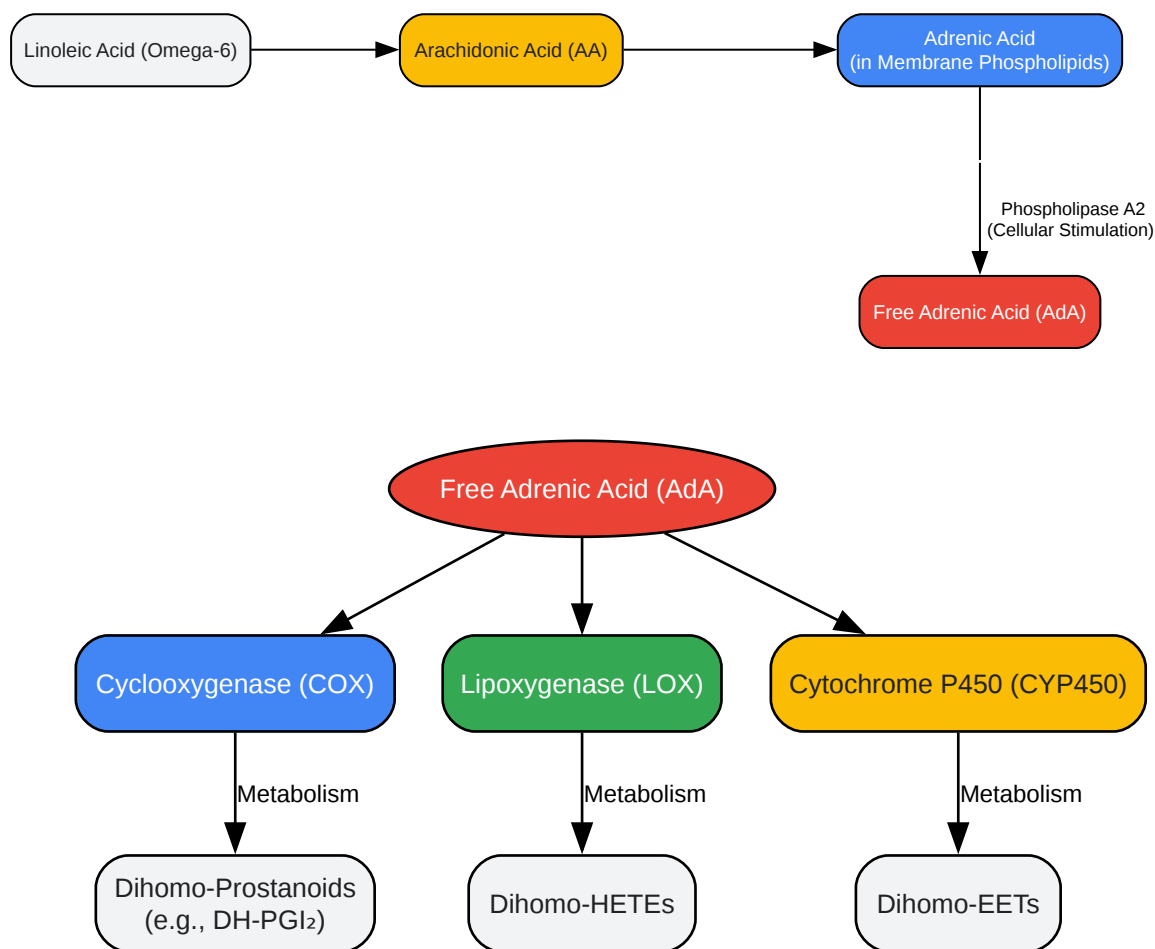 Linoleic Acid (Omega-6)
Arachidonic Acid (AA)
Adrenic Acid
(in Membrane Phospholipids)
Phospholipase A2
(Cellular Stimulation)
Free Adrenic Acid (AdA)
Free Adrenic Acid (AdA)
Cyclooxygenase (COX)
Lipoxygenase (LOX)
Cytochrome P450 (CYP450)
Metabolism
Metabolism
Metabolism
Dihomo-Prostanoids
(e.g., DH-PGI₂)
Dihomo-HETEs
Dihomo-EETs